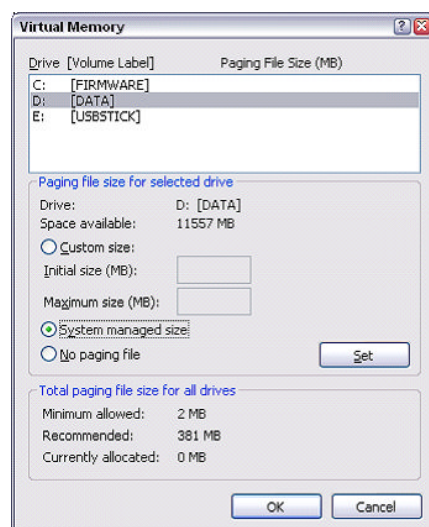 Virtual Memory
Drive [Volume Label] Paging File Size (MB)
C: [FIRMWARE]
D: [DATA]
E: [USBSTICK]
Paging file size for selected drive
Drive: D: [DATA]
Space available: 11557 MB
Custom size:
Initial size (MB):
Maximum size (MB):
System managed size
No paging file
Set
Total paging file size for all drives
Minimum allowed: 2 MB
Recommended: 381 MB
Currently allocated: 0 MB
OK Cancel